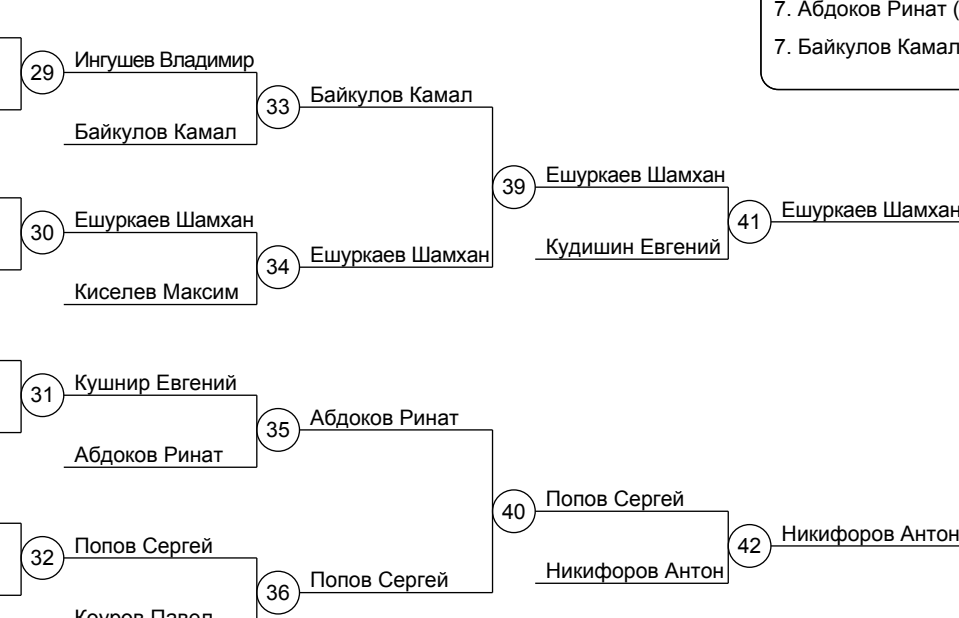 7. Абдоков Ринат (
7. Байкулов Камал
29
Ингушев Владимир
Байкулов Камал
33
Байкулов Камал
30
Ешуркаев Шамхан
Киселев Максим
34
Ешуркаев Шамхан
39
Ешуркаев Шамхан
Кудишин Евгений
41
Ешуркаев Шамхан
31
Кушнир Евгений
Абдоков Ринат
35
Абдоков Ринат
32
Попов Сергей
Коуров Павел
36
Попов Сергей
40
Попов Сергей
Никифоров Антон
42
Никифоров Антон